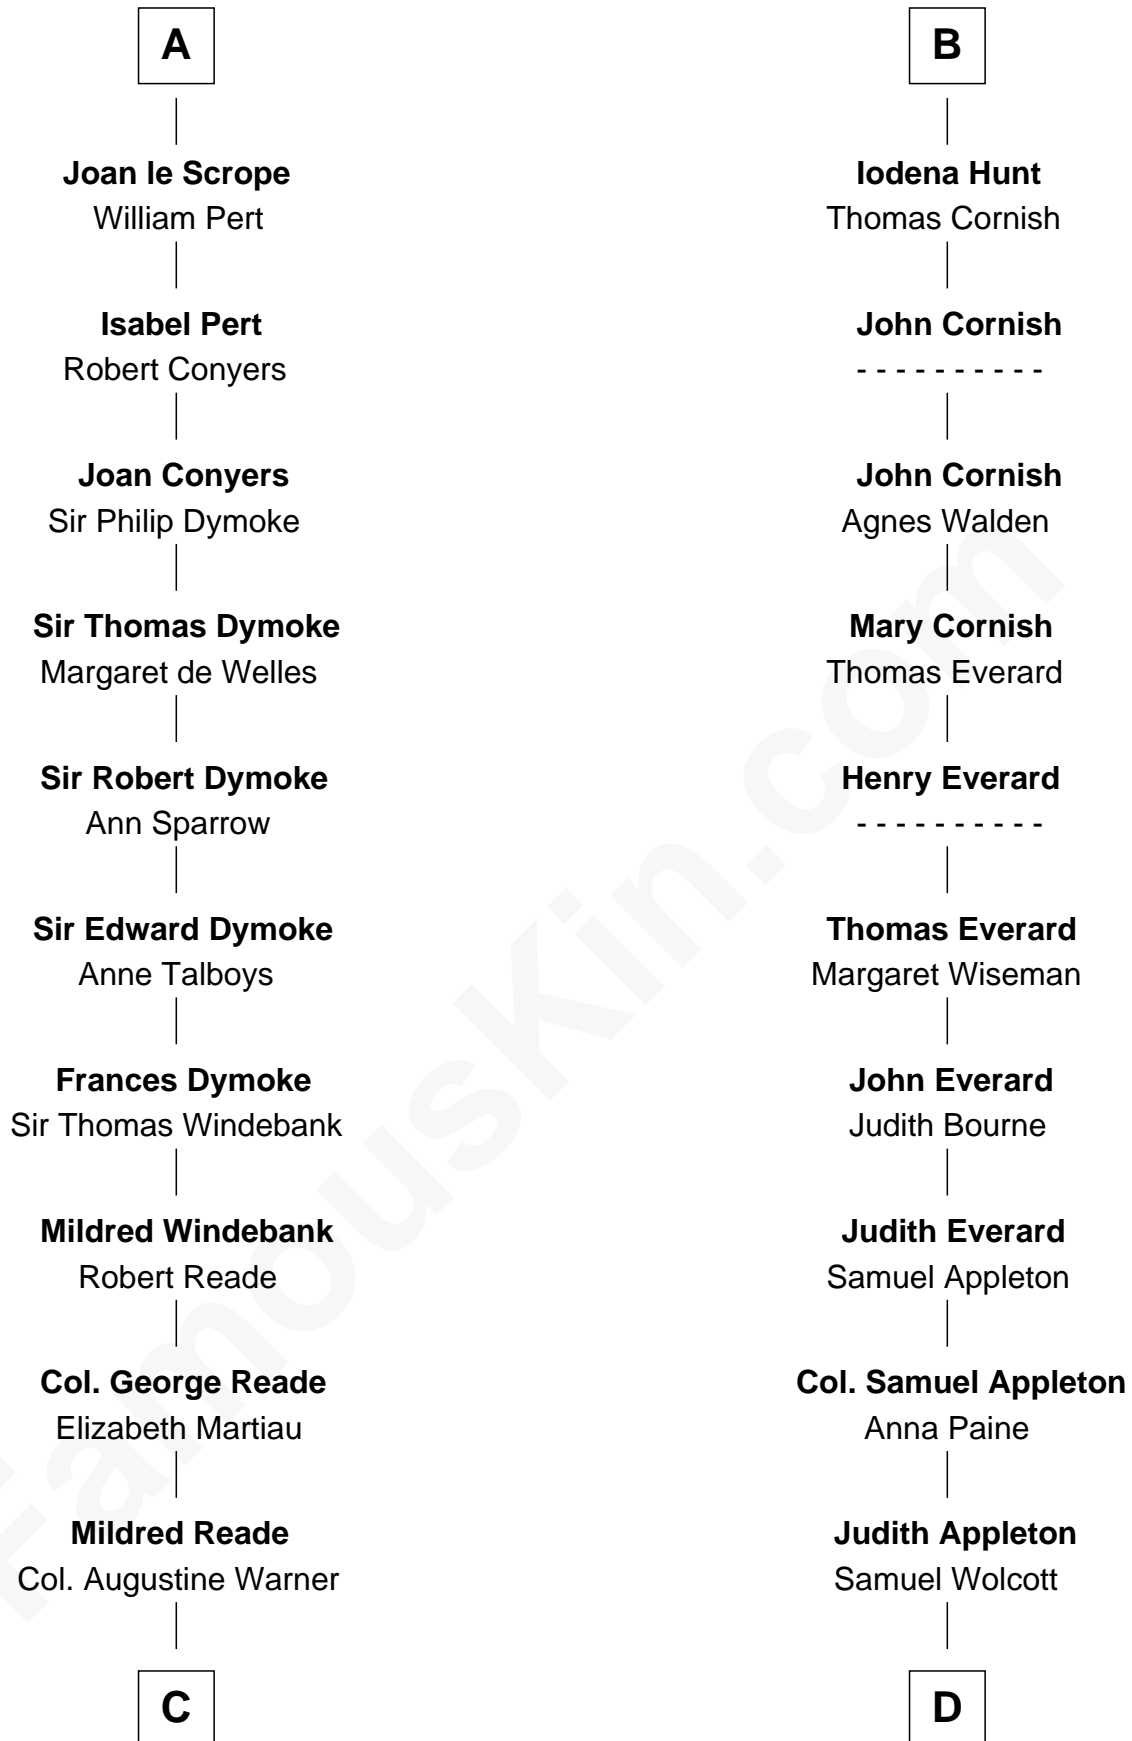 A
Joan le Scrope
William Pert
Isabel Pert
Robert Conyers
Joan Conyers
Sir Philip Dymoke
Sir Thomas Dymoke
Margaret de Welles
Sir Robert Dymoke
Ann Sparrow
Sir Edward Dymoke
Anne Talboys
Frances Dymoke
Sir Thomas Windebank
Mildred Windebank
Robert Reade
Col. George Reade
Elizabeth Martiau
Mildred Reade
Col. Augustine Warner
C
B
Iodena Hunt
Thomas Cornish
John Cornish
- - - - - - - - - -
John Cornish
Agnes Walden
Mary Cornish
Thomas Everard
Henry Everard
- - - - - - - - - -
Thomas Everard
Margaret Wiseman
John Everard
Judith Bourne
Judith Everard
Samuel Appleton
Col. Samuel Appleton
Anna Paine
Judith Appleton
Samuel Wolcott
D
FamousKin.com